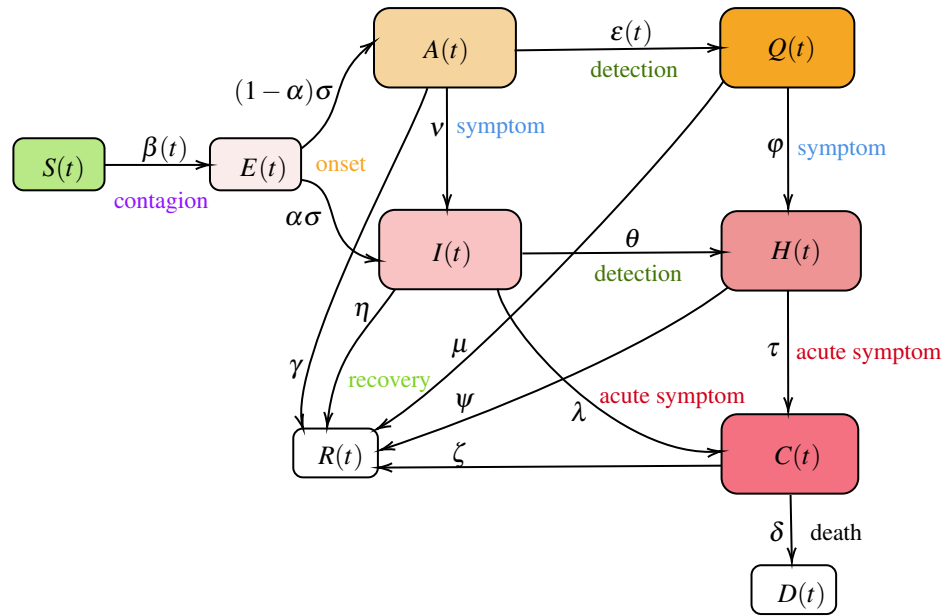 A(t)
ε(t)
Q(t)
detection
(1−α)σ
ν
symptom
β(t)
φ
symptom
S(t)
E(t)
onset
contagion
ασ
I(t)
θ
H(t)
detection
η
γ
μ
τ
acute symptom
recovery
ψ
λ
acute symptom
R(t)
ζ
C(t)
δ
death
D(t)